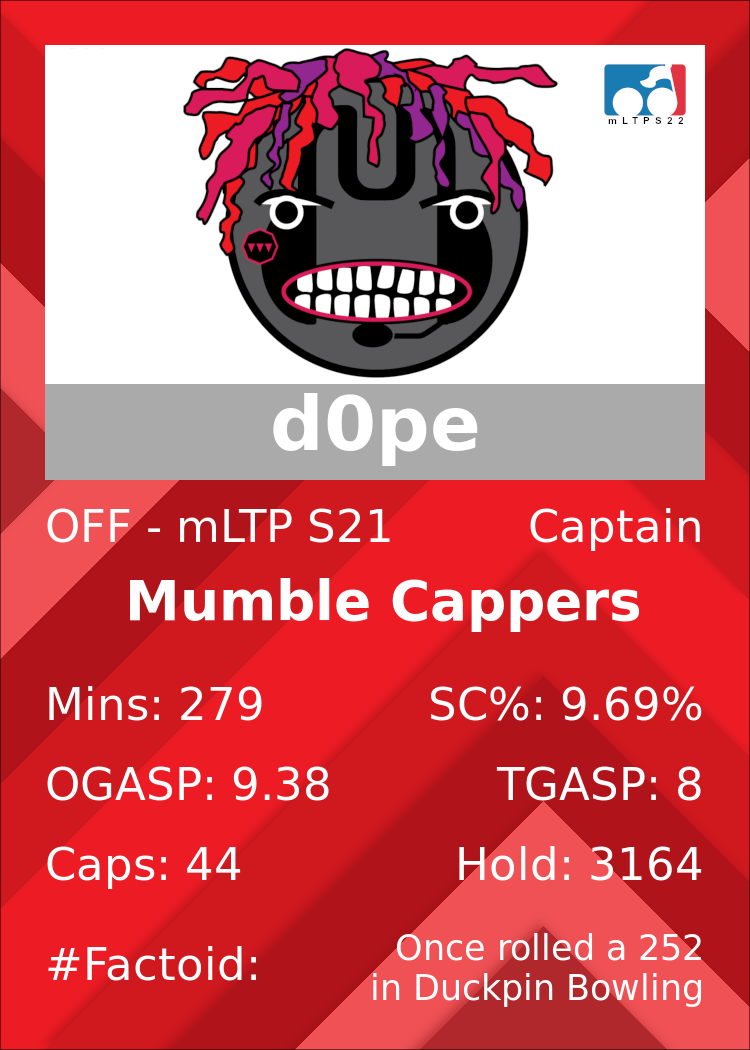 mLTPS22
d0pe
OFF - mLTP S21 Captain
Mumble Cappers
Mins: 279 SC%: 9.69%
OGASP: 9.38 TGASP: 8
Caps: 44 Hold: 3164
#Factoid: Once rolled a 252
in Duckpin Bowling